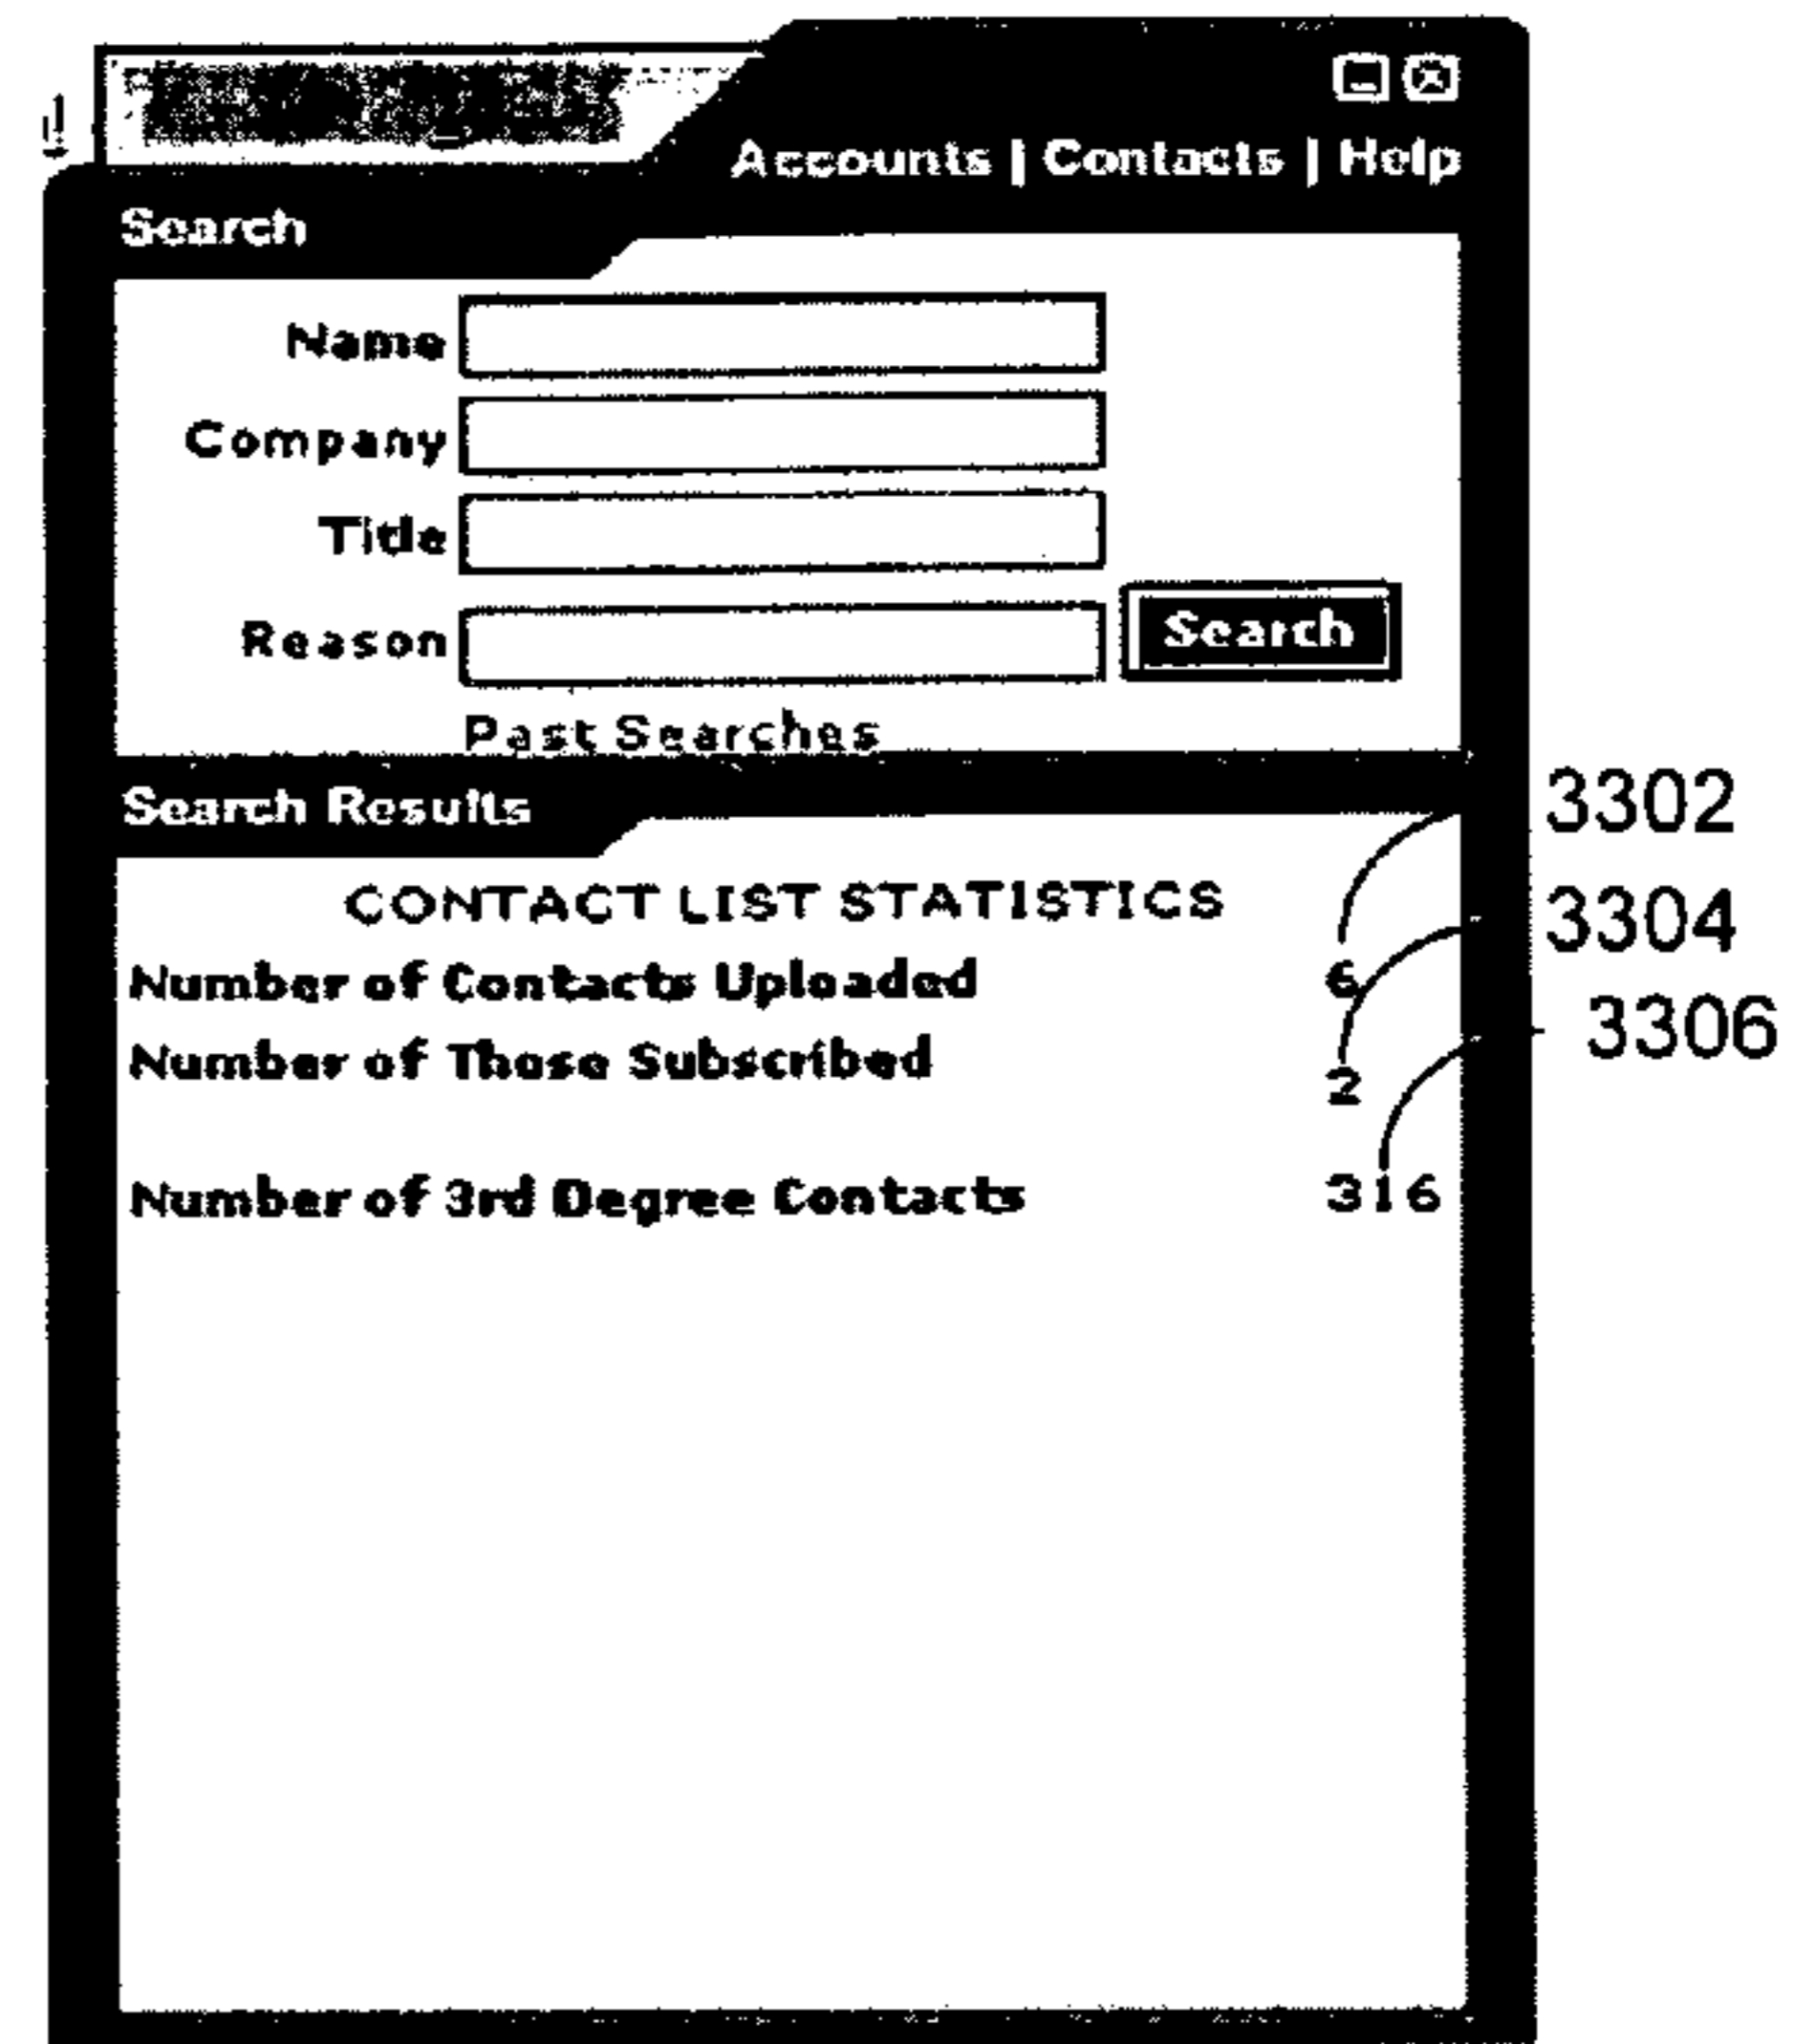 Accounts | Contacts | Help
Search
Name
Company
Title
Reason
Search
Past Searches
Search Results
3302
CONTACT LIST STATISTICS
3304
Number of Contacts Uploaded 6
3306
Number of Those Subscribed 2
Number of 3rd Degree Contacts 316